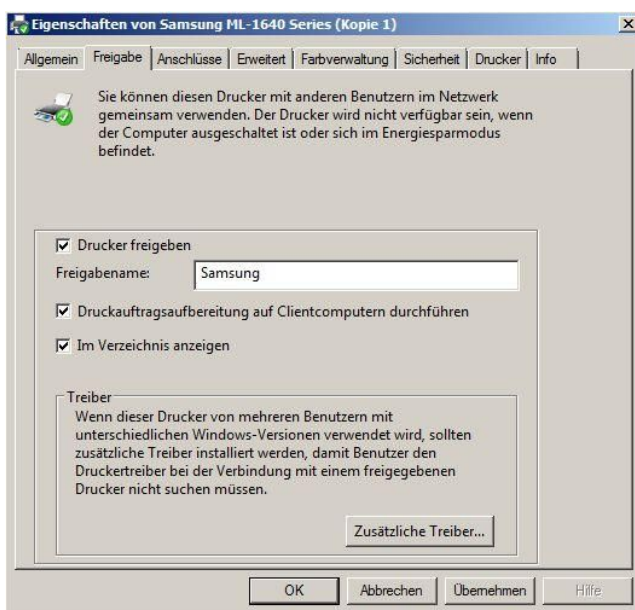 Eigenschaften von Samsung ML-1640 Series (Kopie 1)
Allgemein Freigabe Anschlüsse Erweitert Farbverwaltung Sicherheit Drucker Info
Sie können diesen Drucker mit anderen Benutzern im Netzwerk
gemeinsam verwenden. Der Drucker wird nicht verfügbar sein, wenn
der Computer ausgeschaltet ist oder sich im Energiesparmodus
befindet.
Drucker freigeben
Freigabename: Samsung
Druckauftragsaufbereitung auf Clientcomputern durchführen
Im Verzeichnis anzeigen
Treiber
Wenn dieser Drucker von mehreren Benutzern mit
unterschiedlichen Windows-Versionen verwendet wird, sollten
zusätzliche Treiber installiert werden, damit Benutzer den
Druckertreiber bei der Verbindung mit einem freigegebenen
Drucker nicht suchen müssen.
Zusätzliche Treiber...
OK Abbrechen Übernehmen Hilfe